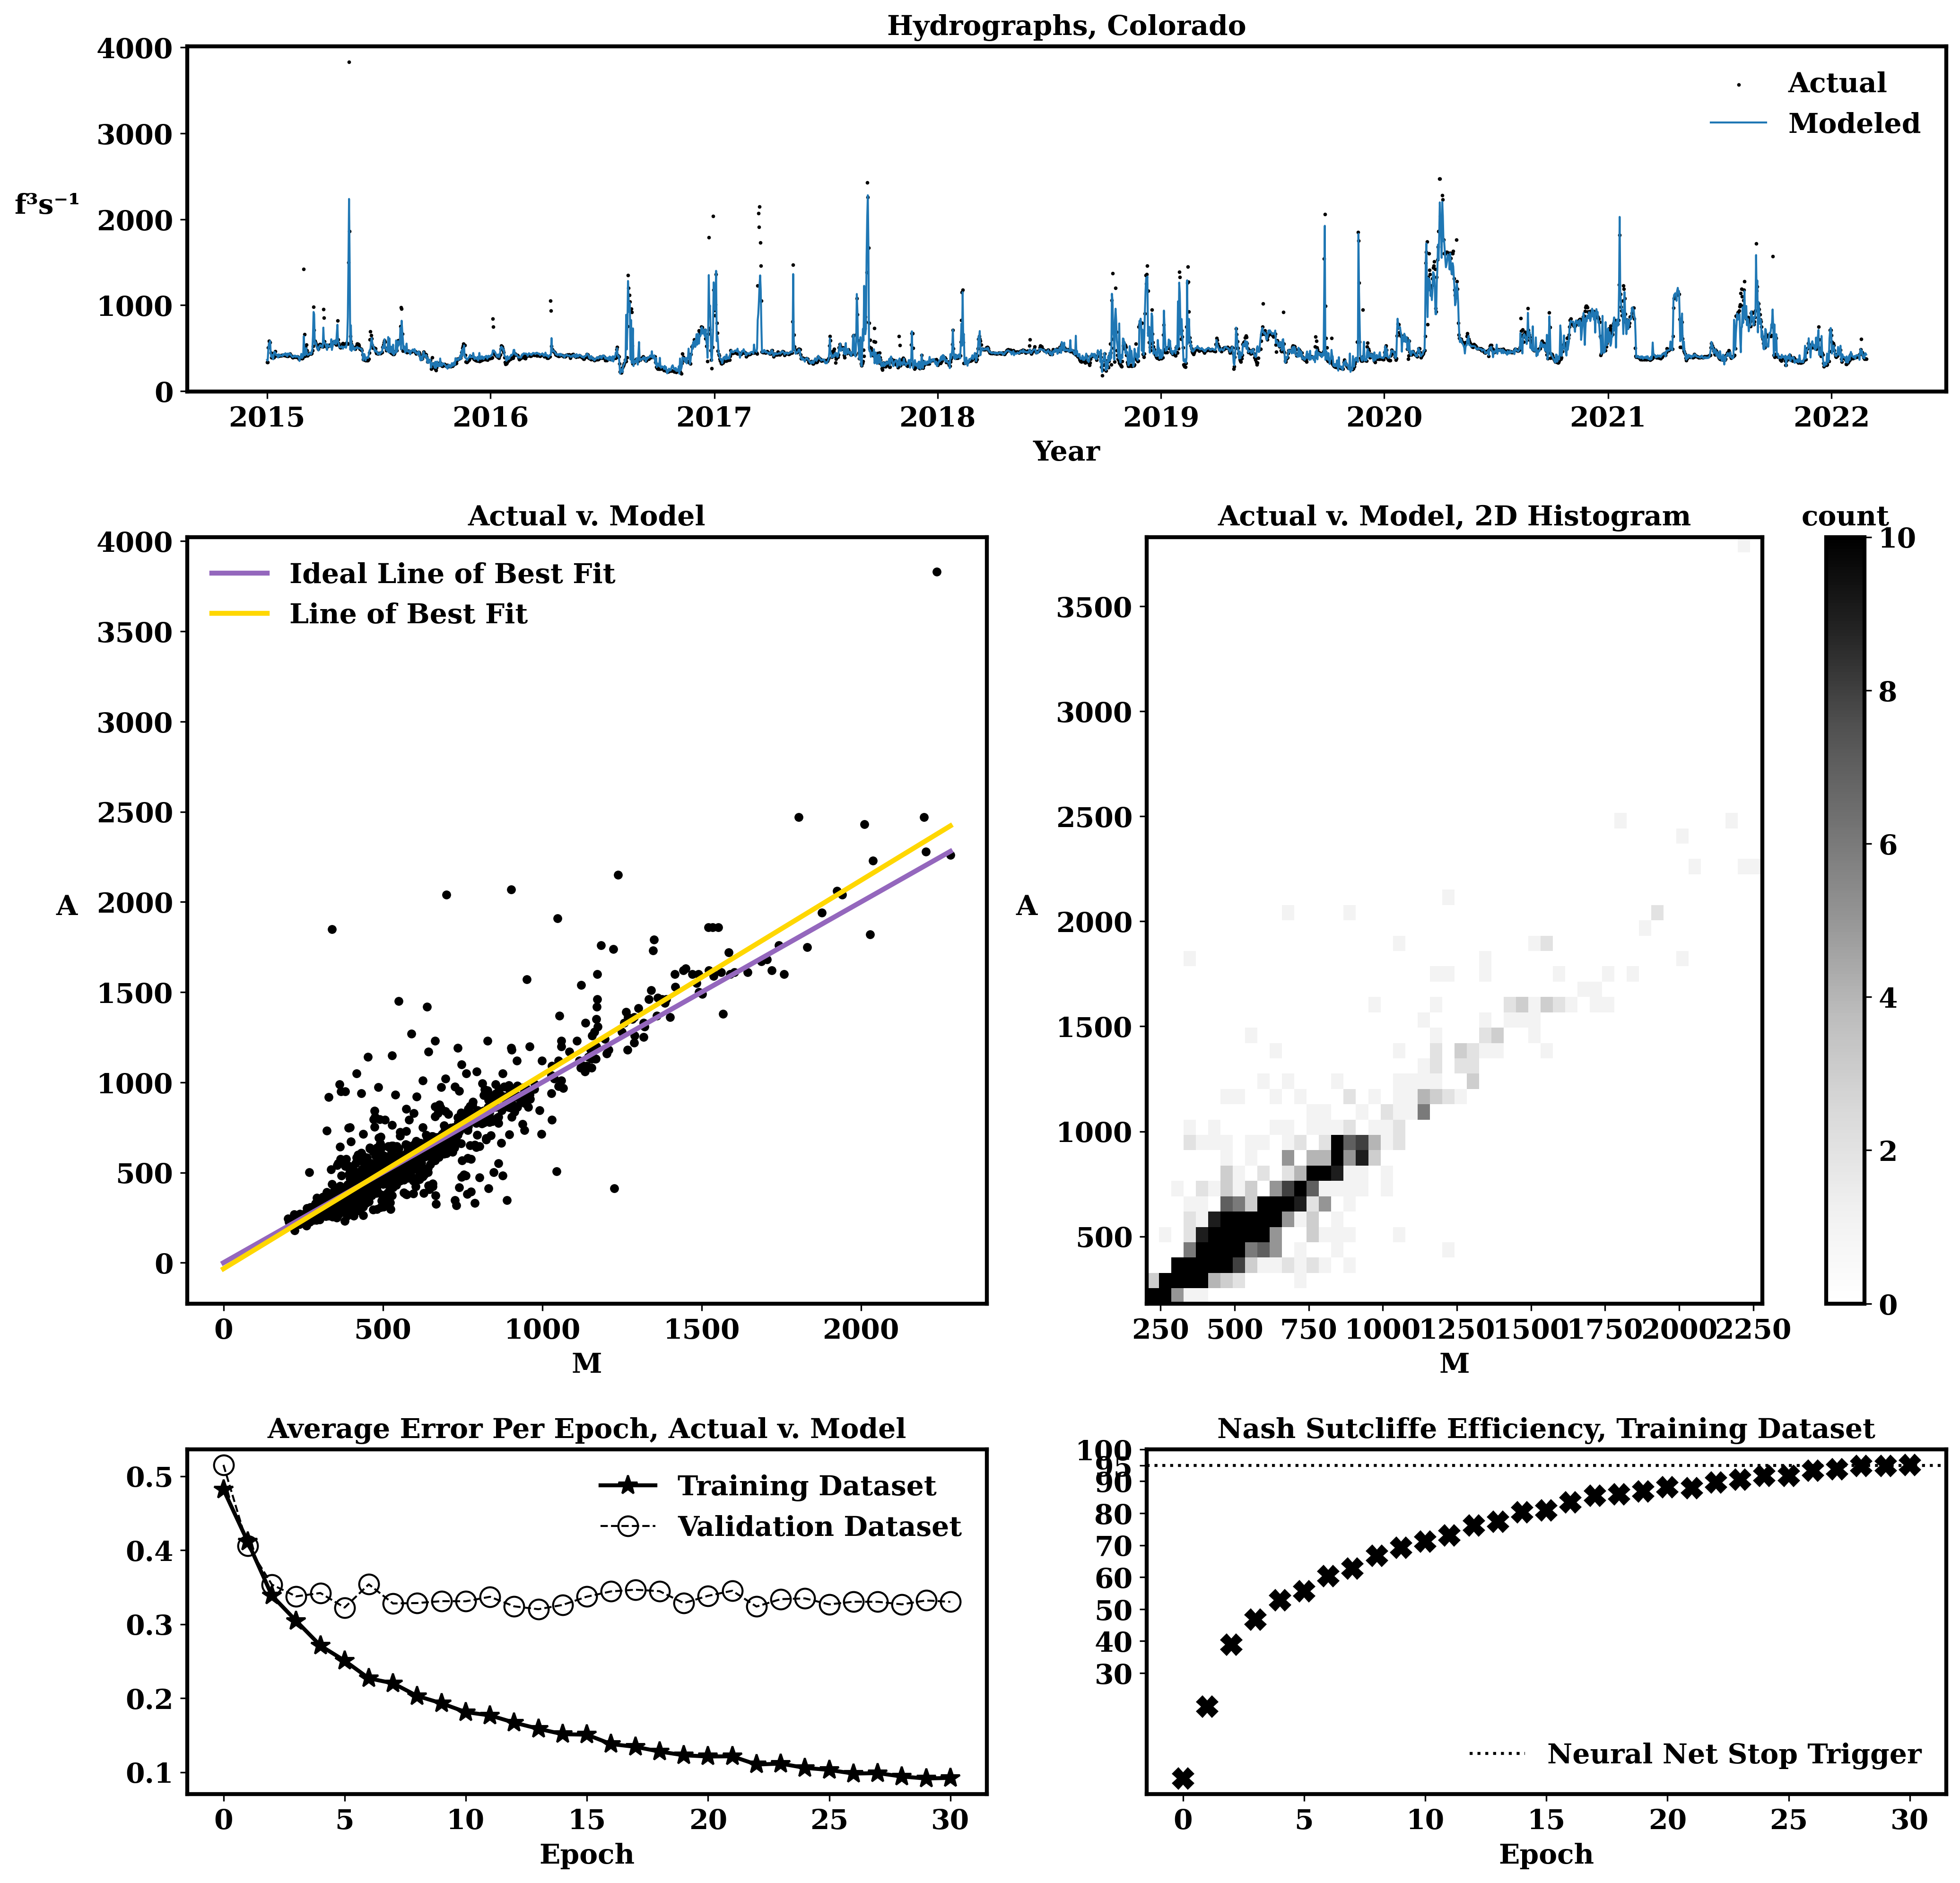 Hydrographs, Colorado
4000
3000
2000
1000
0
f³s⁻¹
Actual
Modeled
2015 2016 2017 2018 2019 2020 2021 2022
Year
Actual v. Model
4000
3500
3000
2500
2000
1500
1000
500
0
A
Ideal Line of Best Fit
Line of Best Fit
0 500 1000 1500 2000
M
Actual v. Model, 2D Histogram
3500
3000
2500
2000
1500
1000
500
A
250 500 750 1000 1250 1500 1750 2000 2250
M
count
10
8
6
4
2
0
Average Error Per Epoch, Actual v. Model
0.5
0.4
0.3
0.2
0.1
Training Dataset
Validation Dataset
0 5 10 15 20 25 30
Epoch
Nash Sutcliffe Efficiency, Training Dataset
100
95
90
80
70
60
50
40
30
Neural Net Stop Trigger
0 5 10 15 20 25 30
Epoch